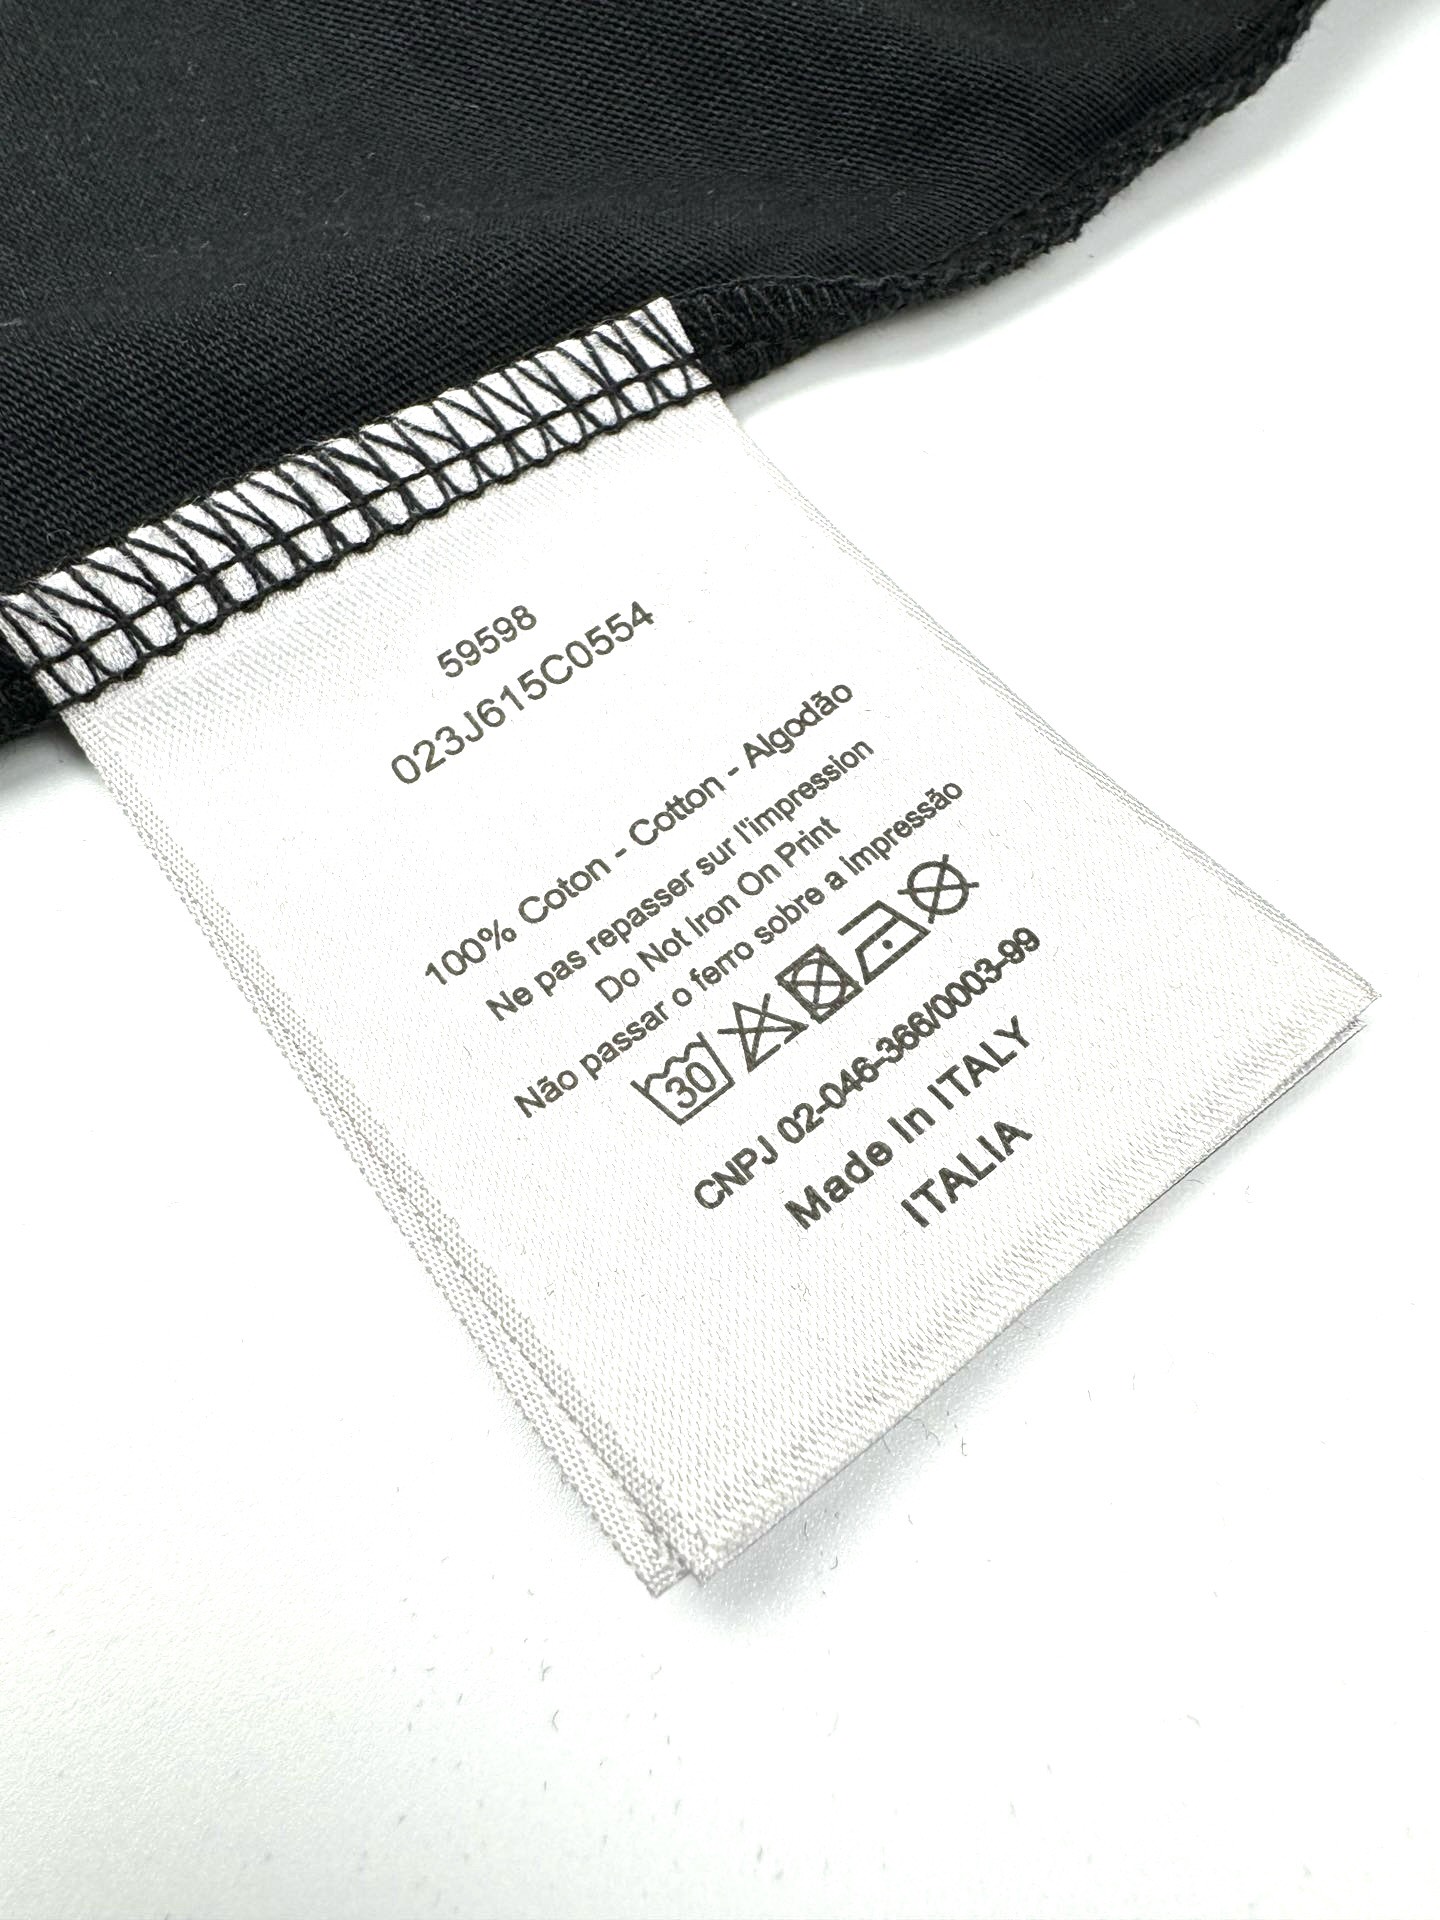 59598
023J615C0554
100% Coton - Cotton - Algodão
Ne pas repasser sur l'impression
Do Not Iron On Print
Não passar o ferro sobre a impressão
30
CNPJ 02-046-366/0003-99
Made In ITALY
ITALIA